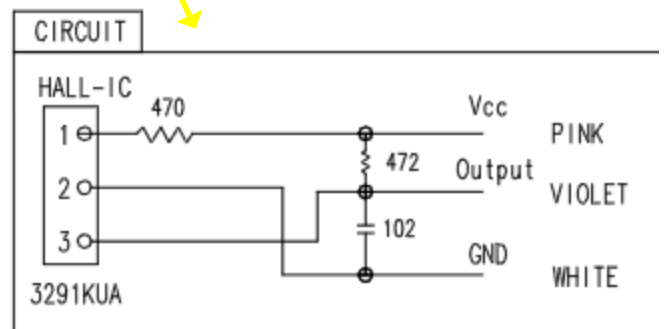 CIRCUIT
HALL-IC
470
Vcc
1
PINK
472
Output
2
VIOLET
102
3
GND
WHITE
3291KUA